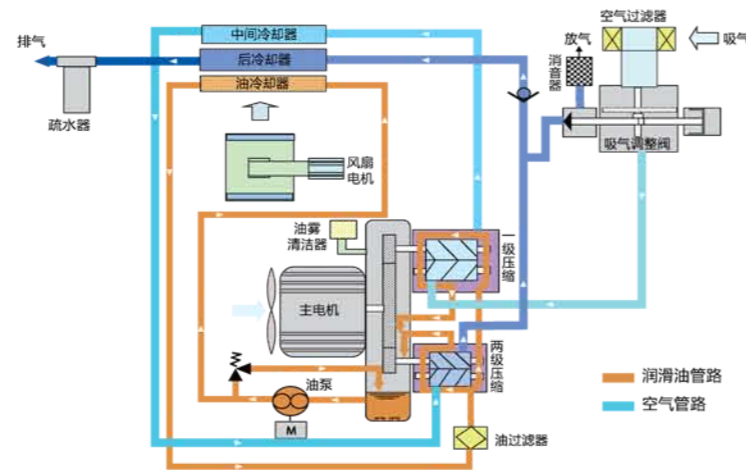 排气
中间冷却器
后冷却器
油冷却器
疏水器
风扇
电机
空气过滤器
放气
消音器
吸气
吸气调整阀
油雾
清洁器
一级压缩
主电机
两级压缩
油泵
M
油过滤器
润滑油管路
空气管路